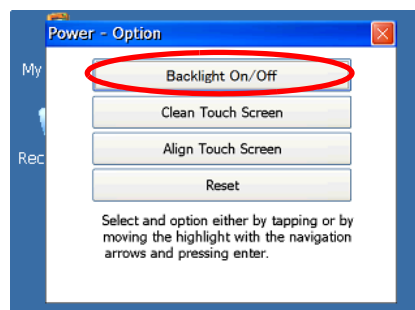 Power - Option
My
Backlight On/Off
Clean Touch Screen
Align Touch Screen
Rec
Reset
Select and option either by tapping or by
moving the highlight with the navigation
arrows and pressing enter.